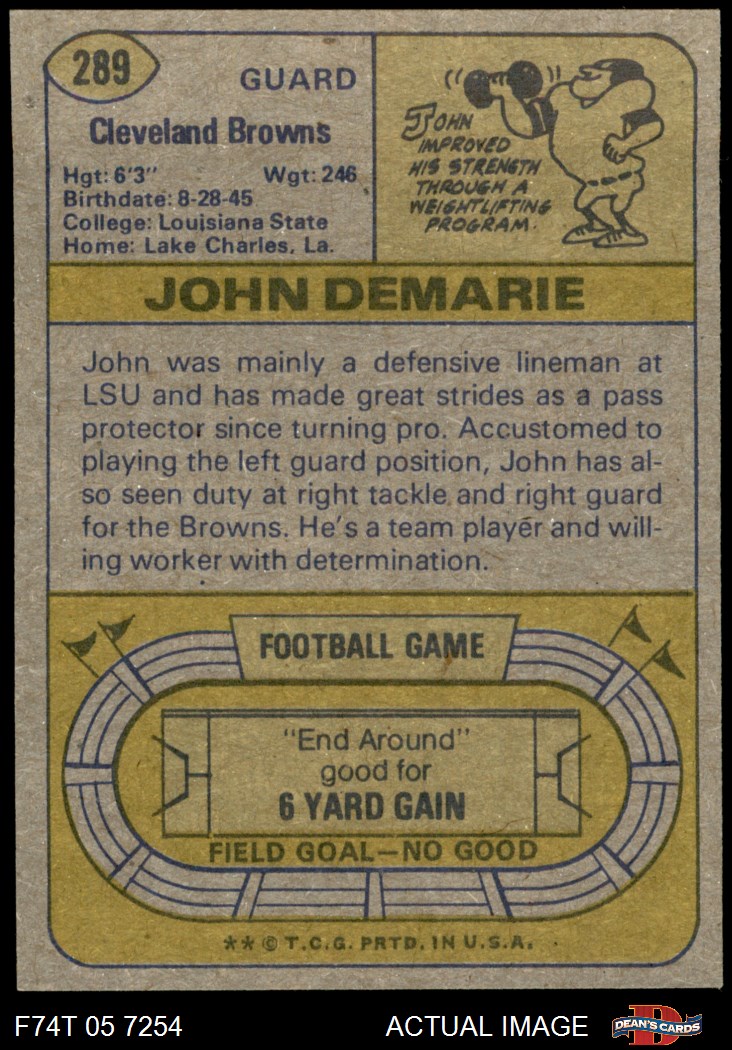 289
GUARD
Cleveland Browns
Hgt: 6'3" Wgt: 246
Birthdate: 8-28-45
College: Louisiana State
Home: Lake Charles, La.
JOHN
IMPROVED
HIS STRENGTH
THROUGH A
WEIGHTLIFTING
PROGRAM.
JOHN DEMARIE
John was mainly a defensive lineman at
LSU and has made great strides as a pass
protector since turning pro. Accustomed to
playing the left guard position, John has al-
so seen duty at right tackle and right guard
for the Browns. He's a team player and will-
ing worker with determination.
FOOTBALL GAME
"End Around"
good for
6 YARD GAIN
FIELD GOAL—NO GOOD
** © T.C.G. PRTD. IN U.S.A.
F74T 05 7254 ACTUAL IMAGE
D
DEAN'S CARDS